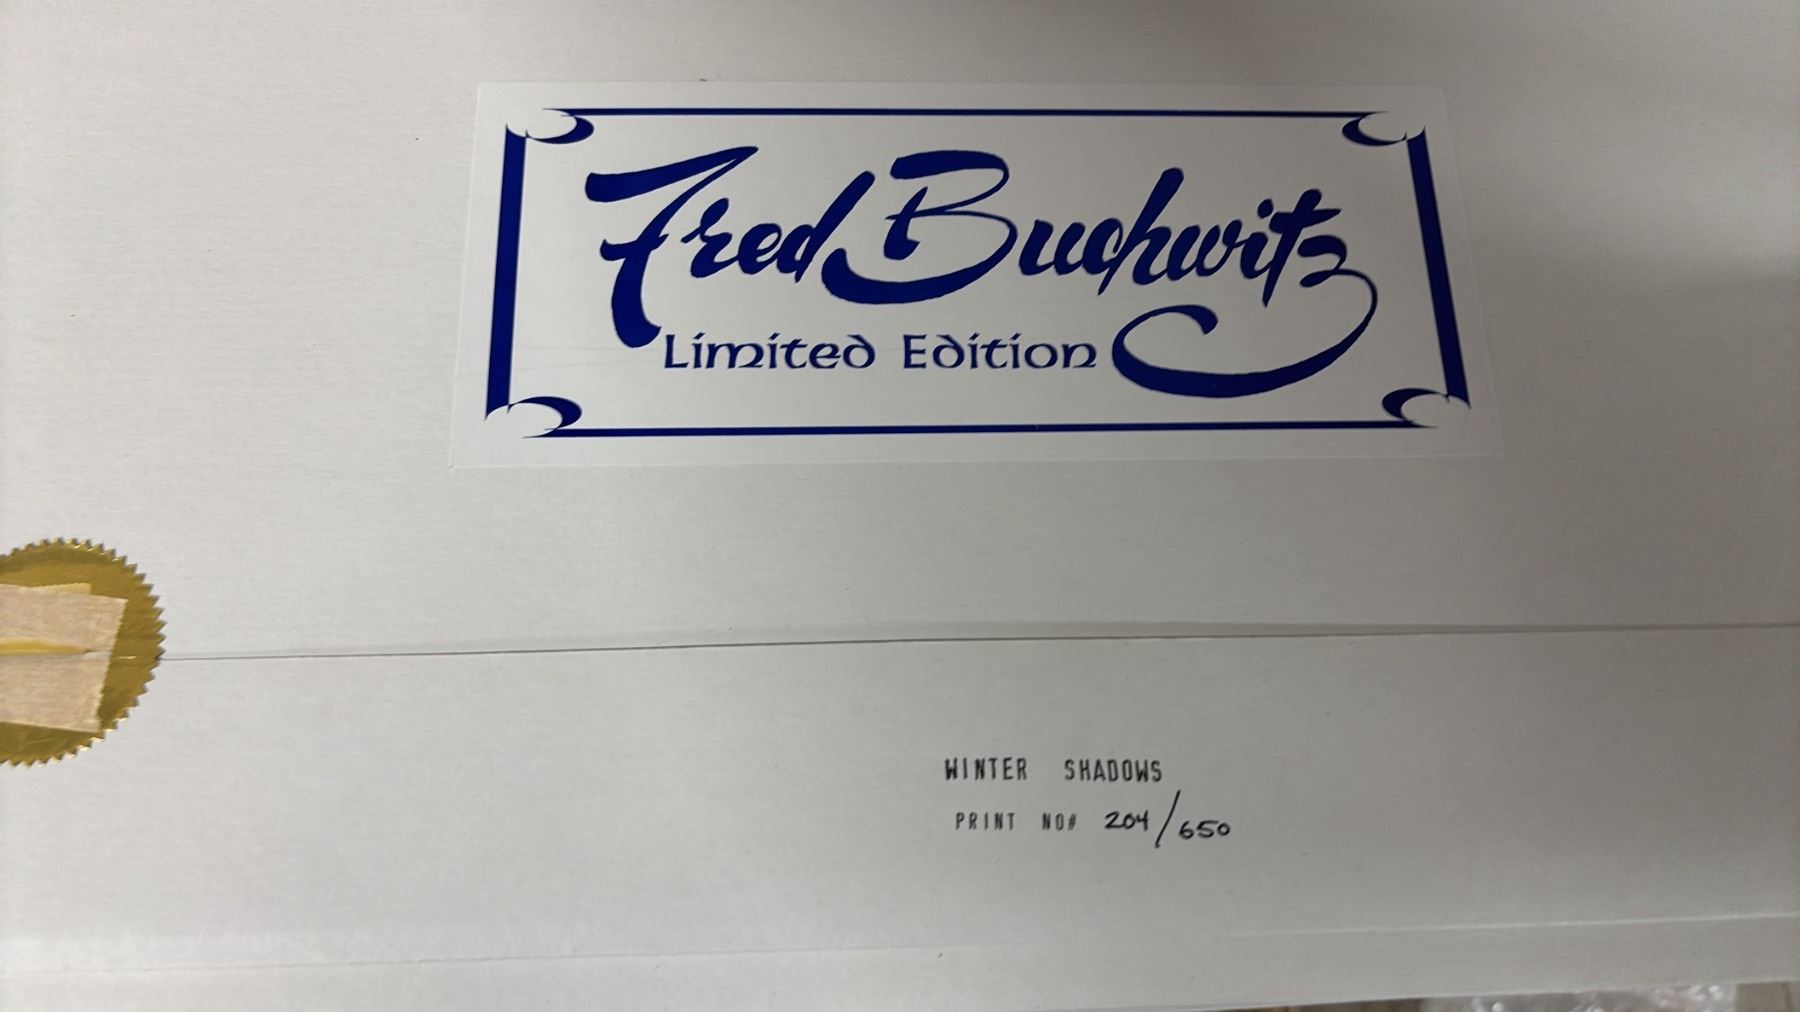 Fred Buchwitz
Limited Edition
WINTER SHADOWS
PRINT NO# 204/650